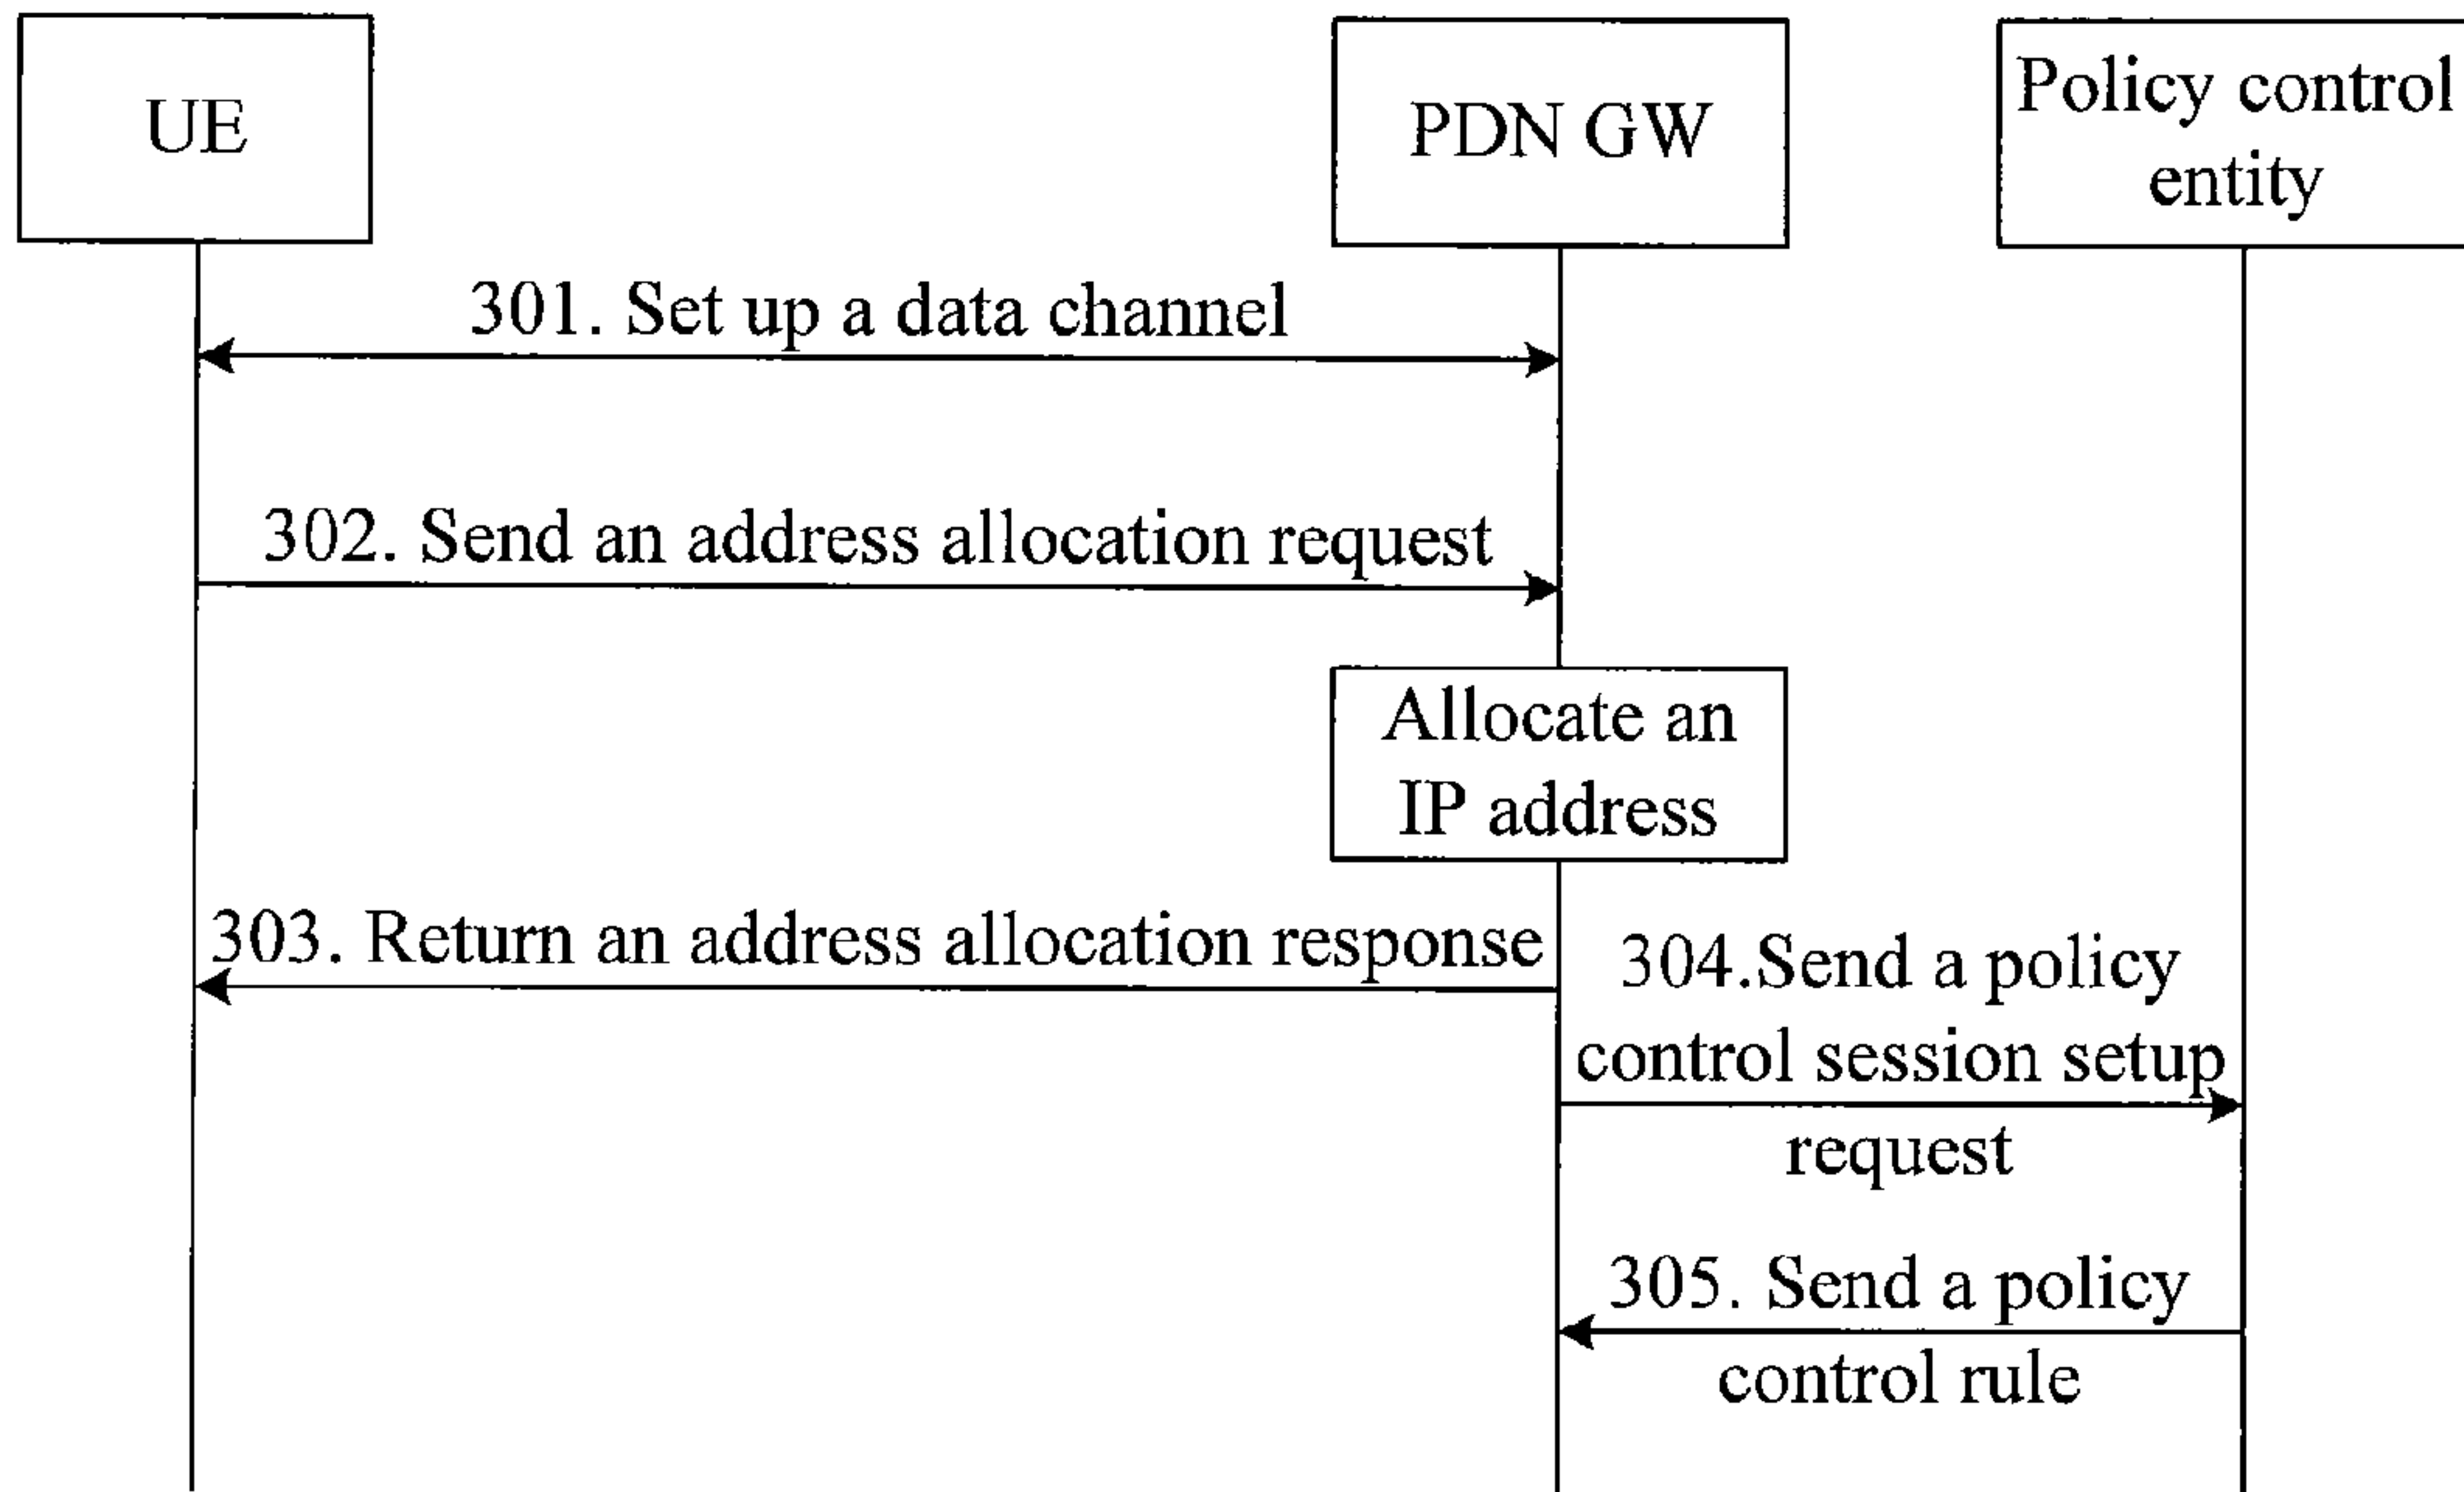 UE
PDN GW
Policy control
entity
301. Set up a data channel
302. Send an address allocation request
Allocate an
IP address
303. Return an address allocation response
304.Send a policy
control session setup
request
305. Send a policy
control rule